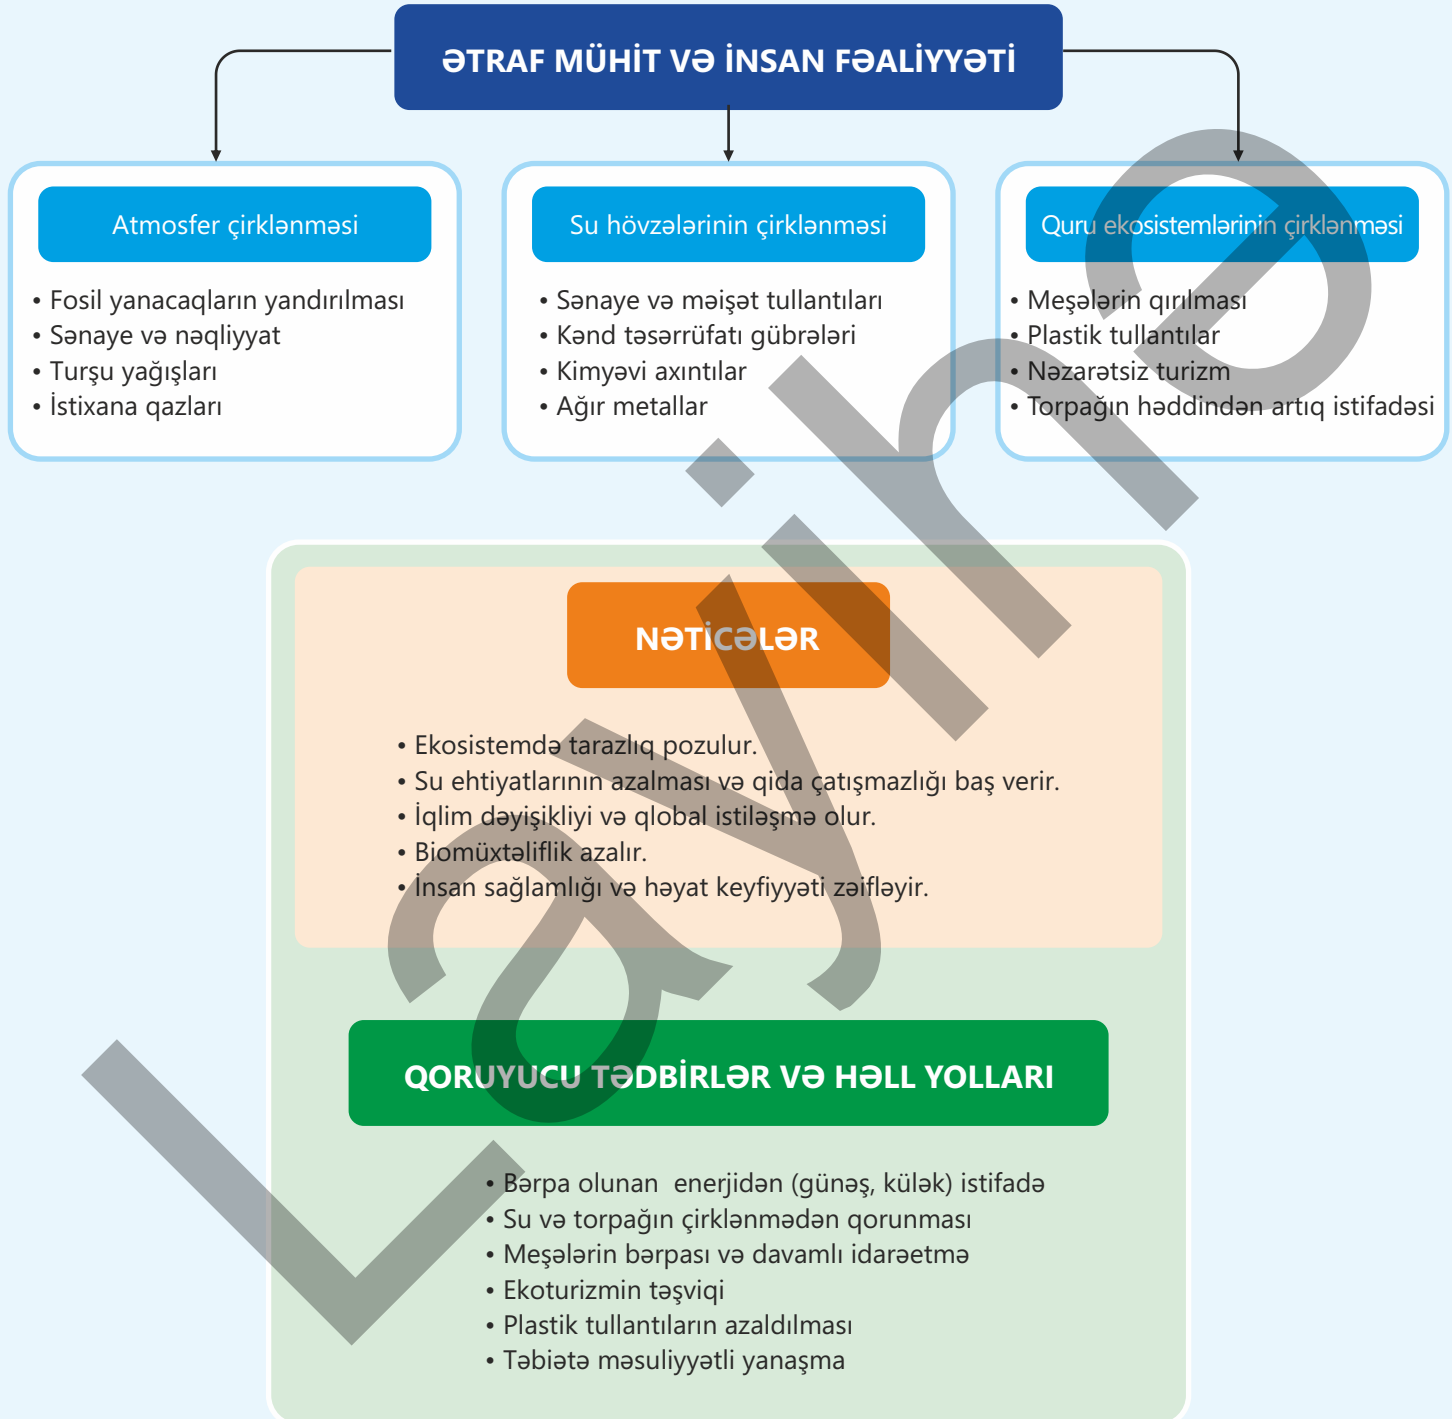 ƏTRAF MÜHİT VƏ İNSAN FƏALİYYƏTİ
Atmosfer çirklənməsi
• Fosil yanacaqların yandırılması
• Sənaye və nəqliyyat
• Turşu yağışları
• İstixana qazları
Su hövzələrinin çirklənməsi
• Sənaye və məişət tullantıları
• Kənd təsərrüfatı gübrələri
• Kimyəvi axıntılar
• Ağır metallar
Quru ekosistemlərinin çirklənməsi
• Meşələrin qırılması
• Plastik tullantılar
• Nəzarətsiz turizm
• Torpağın həddindən artıq istifadəsi
NƏTİCƏLƏR
• Ekosistemdə tarazlıq pozulur.
• Su ehtiyatlarının azalması və qida çatışmazlığı baş verir.
• İqlim dəyişikliyi və qlobal istiləşmə olur.
• Biomüxtəliflik azalır.
• İnsan sağlamlığı və həyat keyfiyyəti zəifləyir.
QORUYUCU TƏDBİRLƏR VƏ HƏLL YOLLARI
• Bərpa olunan enerjidən (günəş, külək) istifadə
• Su və torpağın çirklənmədən qorunması
• Meşələrin bərpası və davamlı idarəetmə
• Ekoturizmin təşviqi
• Plastik tullantıların azaldılması
• Təbiətə məsuliyyətli yanaşma
Layihə